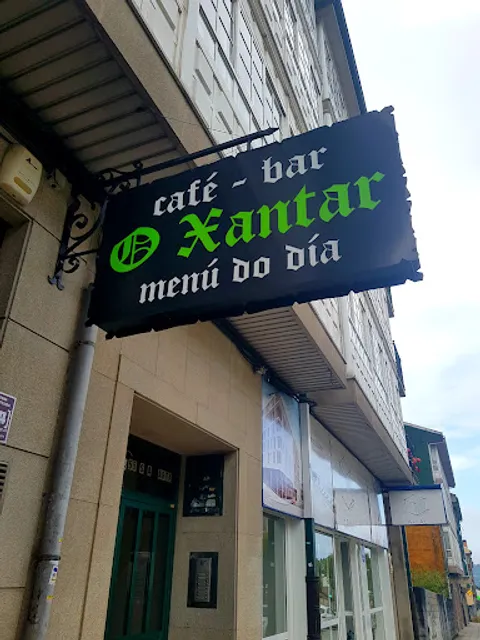 café - bar
O Xantar
menú do día